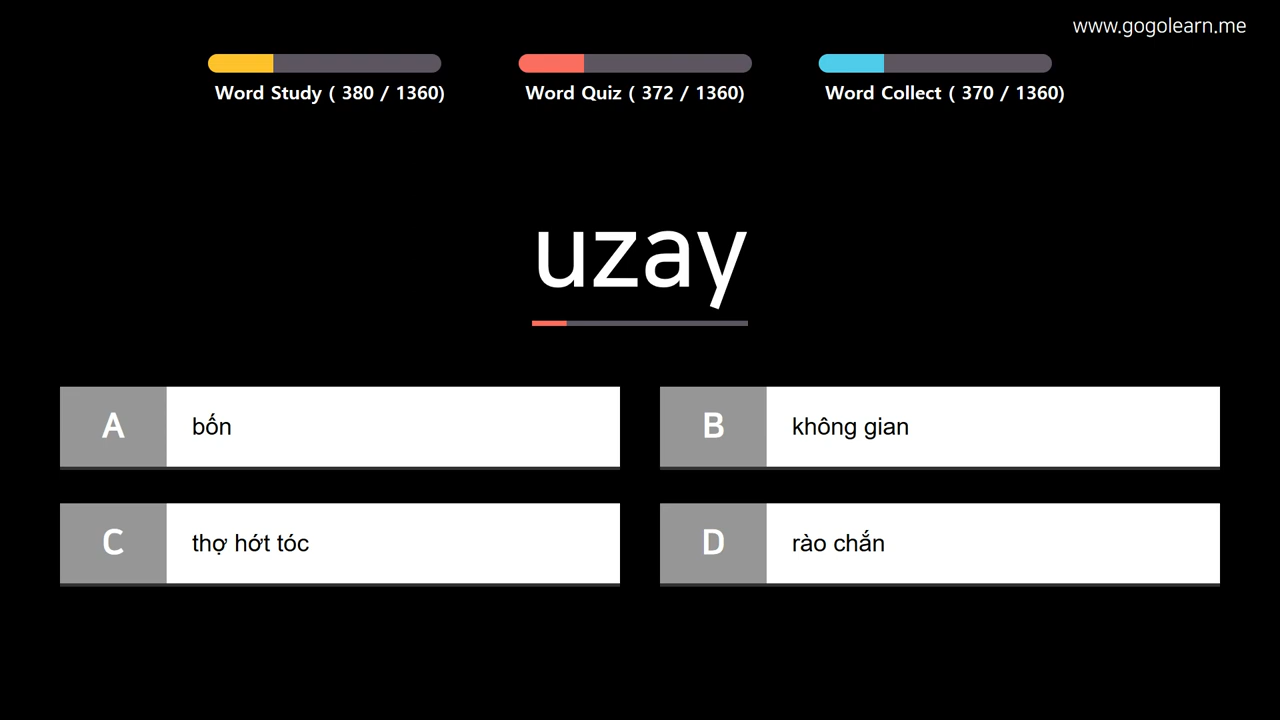 www.gogolearn.me
Word Study ( 380 / 1360)
Word Quiz ( 372 / 1360)
Word Collect ( 370 / 1360)
uzay
A
bốn
B
không gian
C
thợ hớt tóc
D
rào chắn